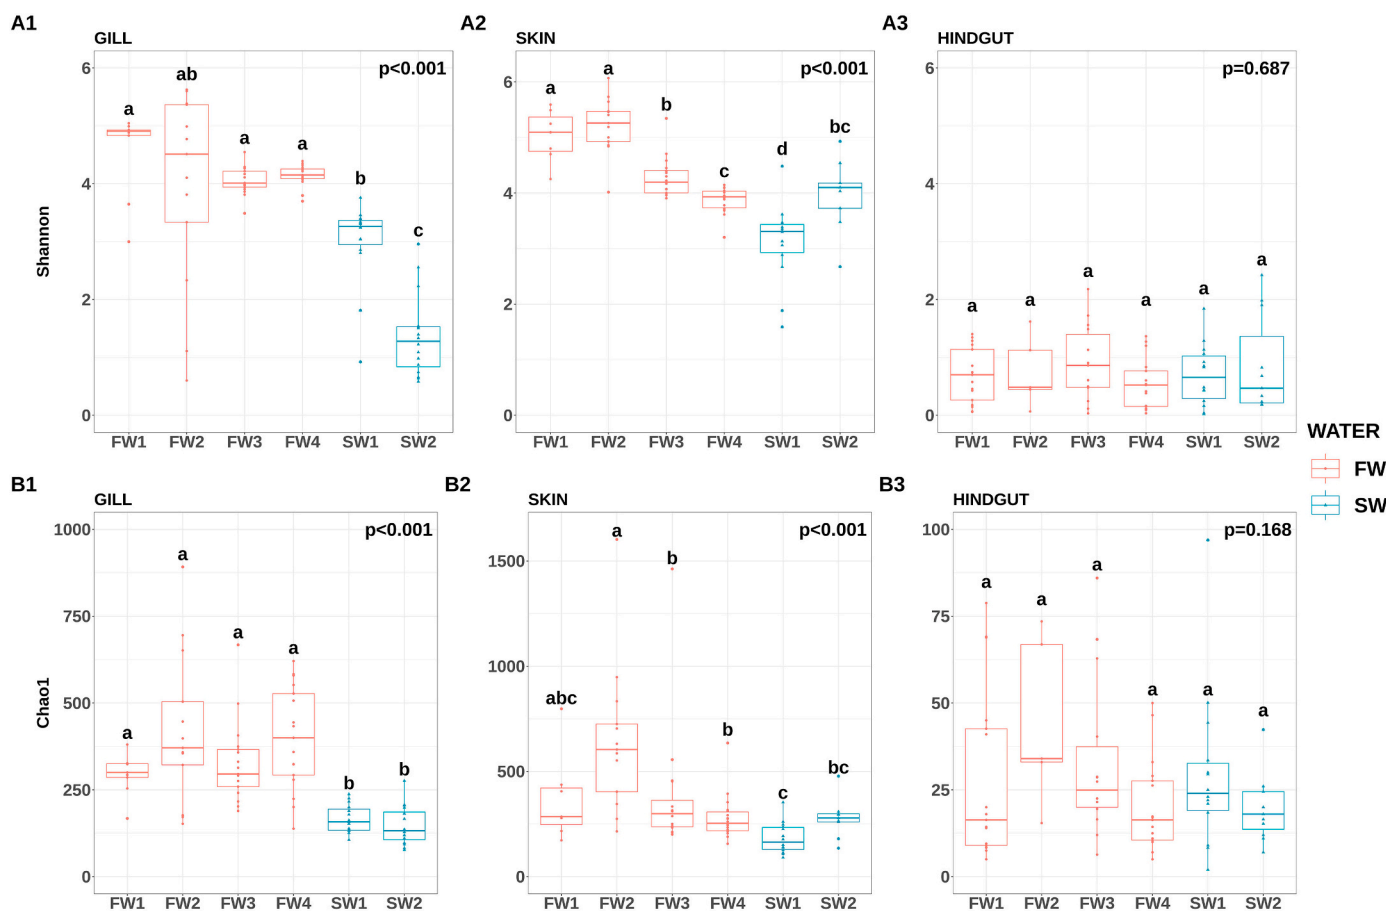 A1
A2
A3
GILL
SKIN
HINDGUT
p<0.001
p<0.001
p=0.687
6
4
2
0
Shannon
a
ab
a
a
b
c
FW1 FW2 FW3 FW4 SW1 SW2
6
4
2
0
a
a
b
c
d
bc
FW1 FW2 FW3 FW4 SW1 SW2
6
4
2
0
a
a
a
a
a
a
FW1 FW2 FW3 FW4 SW1 SW2
WATER
FW
SW
B1
B2
B3
GILL
SKIN
HINDGUT
p<0.001
p<0.001
p=0.168
1000
750
500
250
0
Chao1
a
a
a
a
b
b
FW1 FW2 FW3 FW4 SW1 SW2
1500
1000
500
0
abc
a
b
b
c
bc
FW1 FW2 FW3 FW4 SW1 SW2
100
75
50
25
0
a
a
a
a
a
a
FW1 FW2 FW3 FW4 SW1 SW2